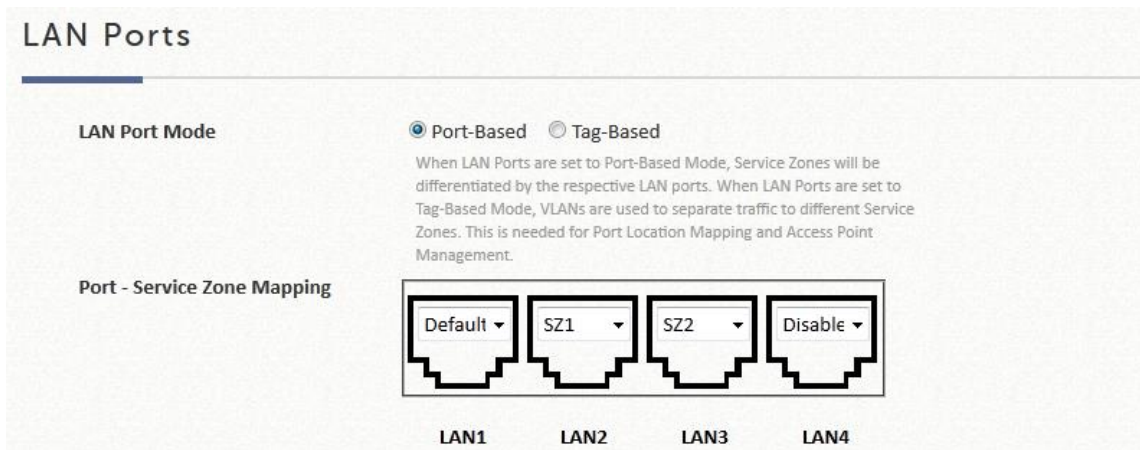 LAN Ports
LAN Port Mode
Port-Based Tag-Based
When LAN Ports are set to Port-Based Mode, Service Zones will be
differentiated by the respective LAN ports. When LAN Ports are set to
Tag-Based Mode, VLANs are used to separate traffic to different Service
Zones. This is needed for Port Location Mapping and Access Point
Management.
Port - Service Zone Mapping
Default SZ1 SZ2 Disable
LAN1 LAN2 LAN3 LAN4